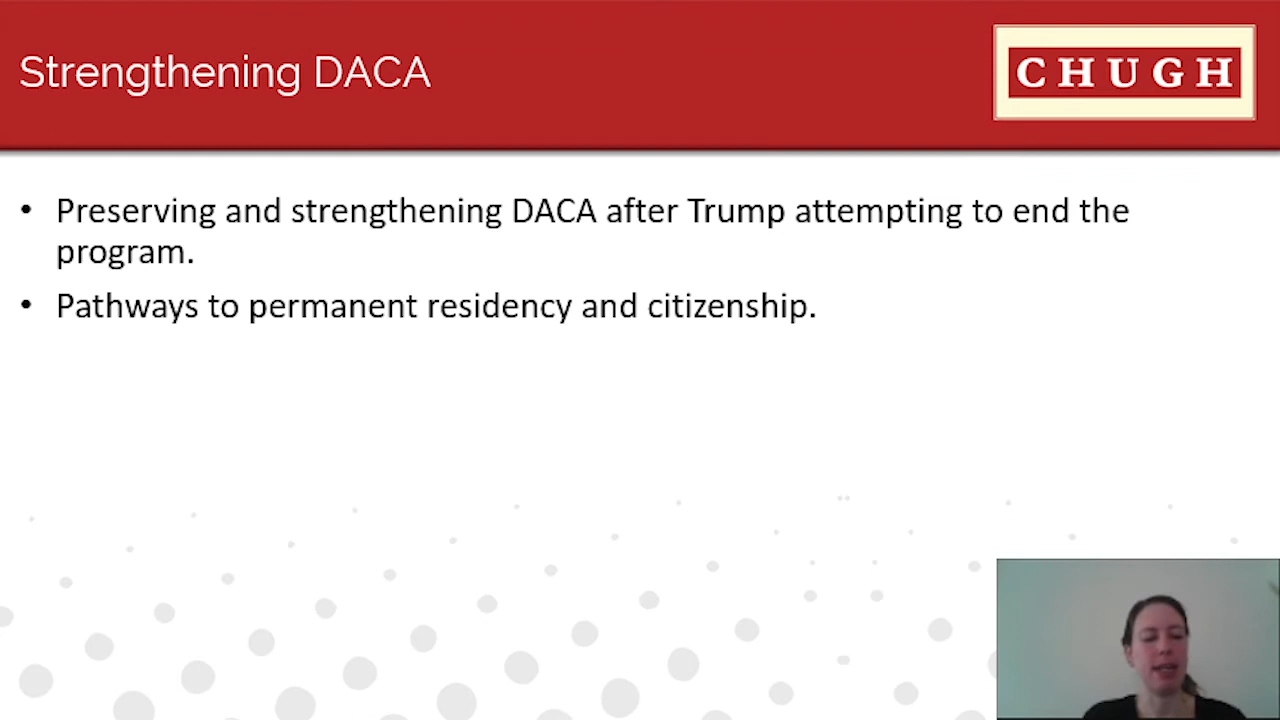 Strengthening DACA
CHUGH
• Preserving and strengthening DACA after Trump attempting to end the
program.
• Pathways to permanent residency and citizenship.